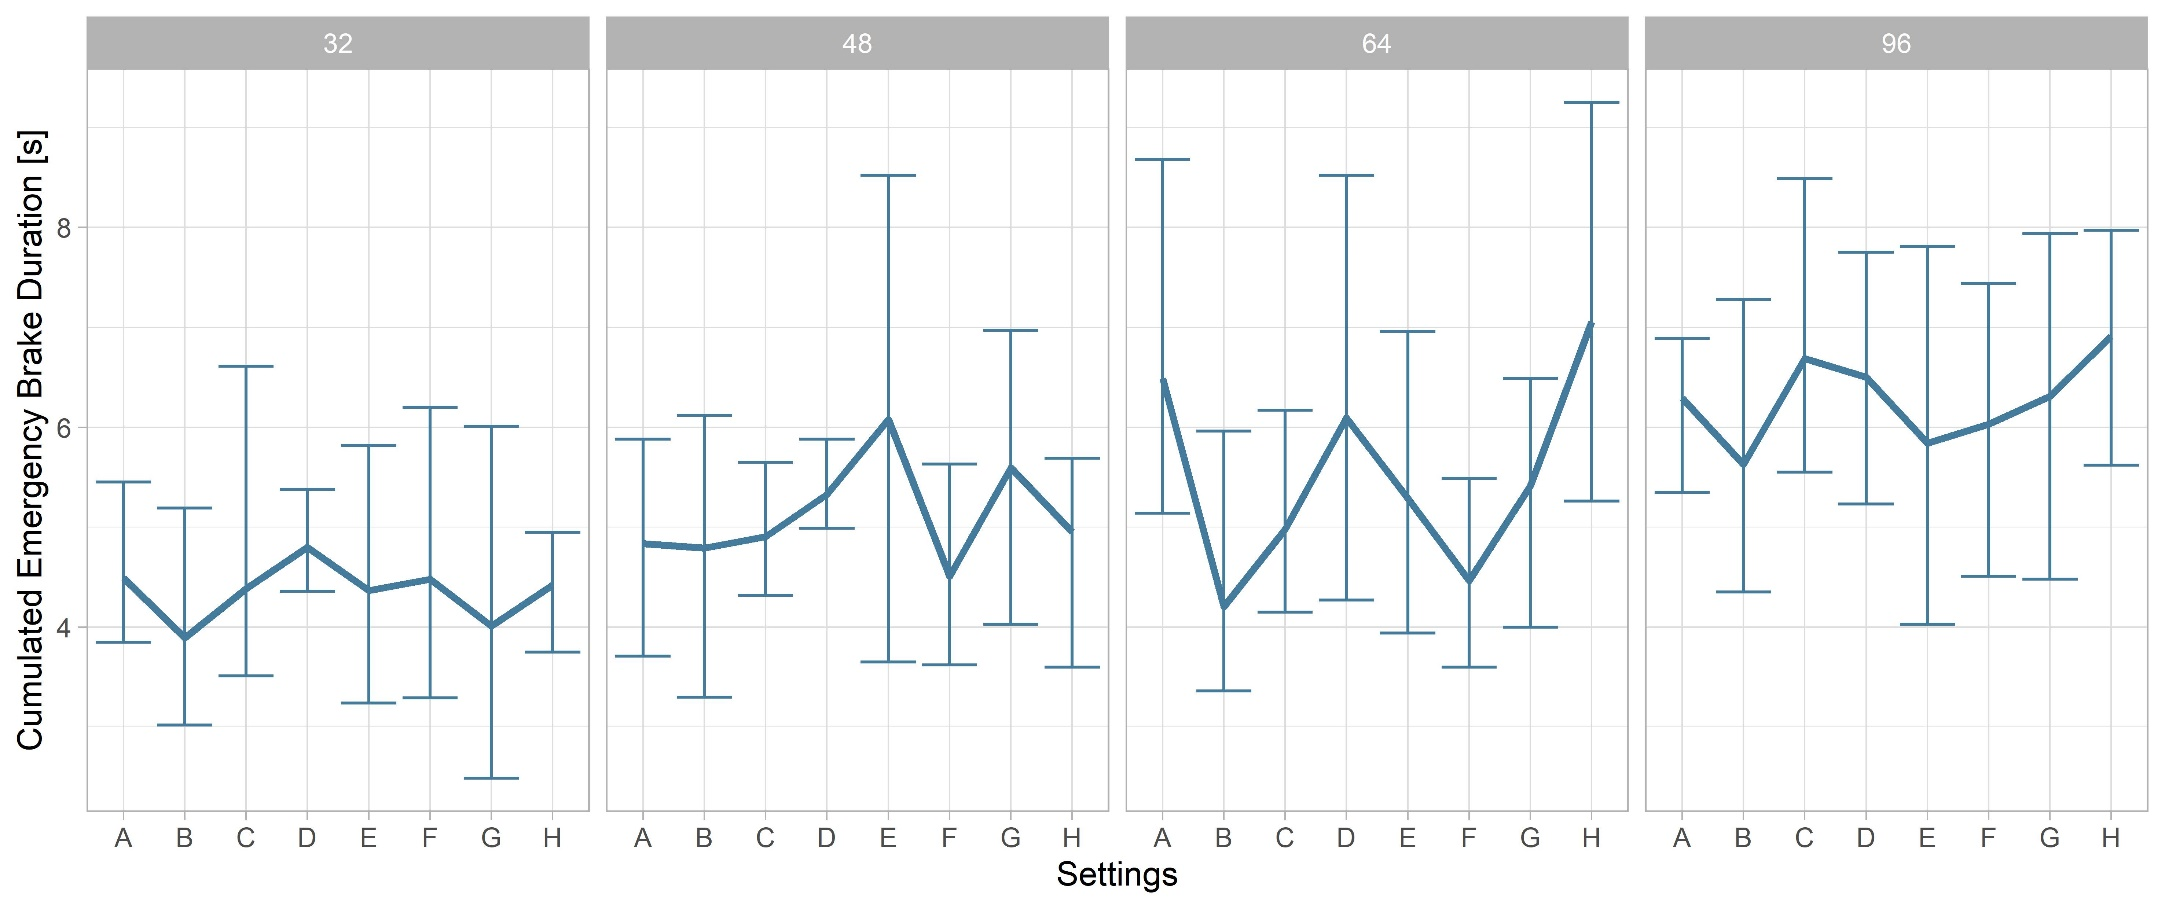 32 48 64 96
Cumulated Emergency Brake Duration [s]
8
6
4
A B C D E F G H A B C D E F G H A B C D E F G H A B C D E F G H
Settings